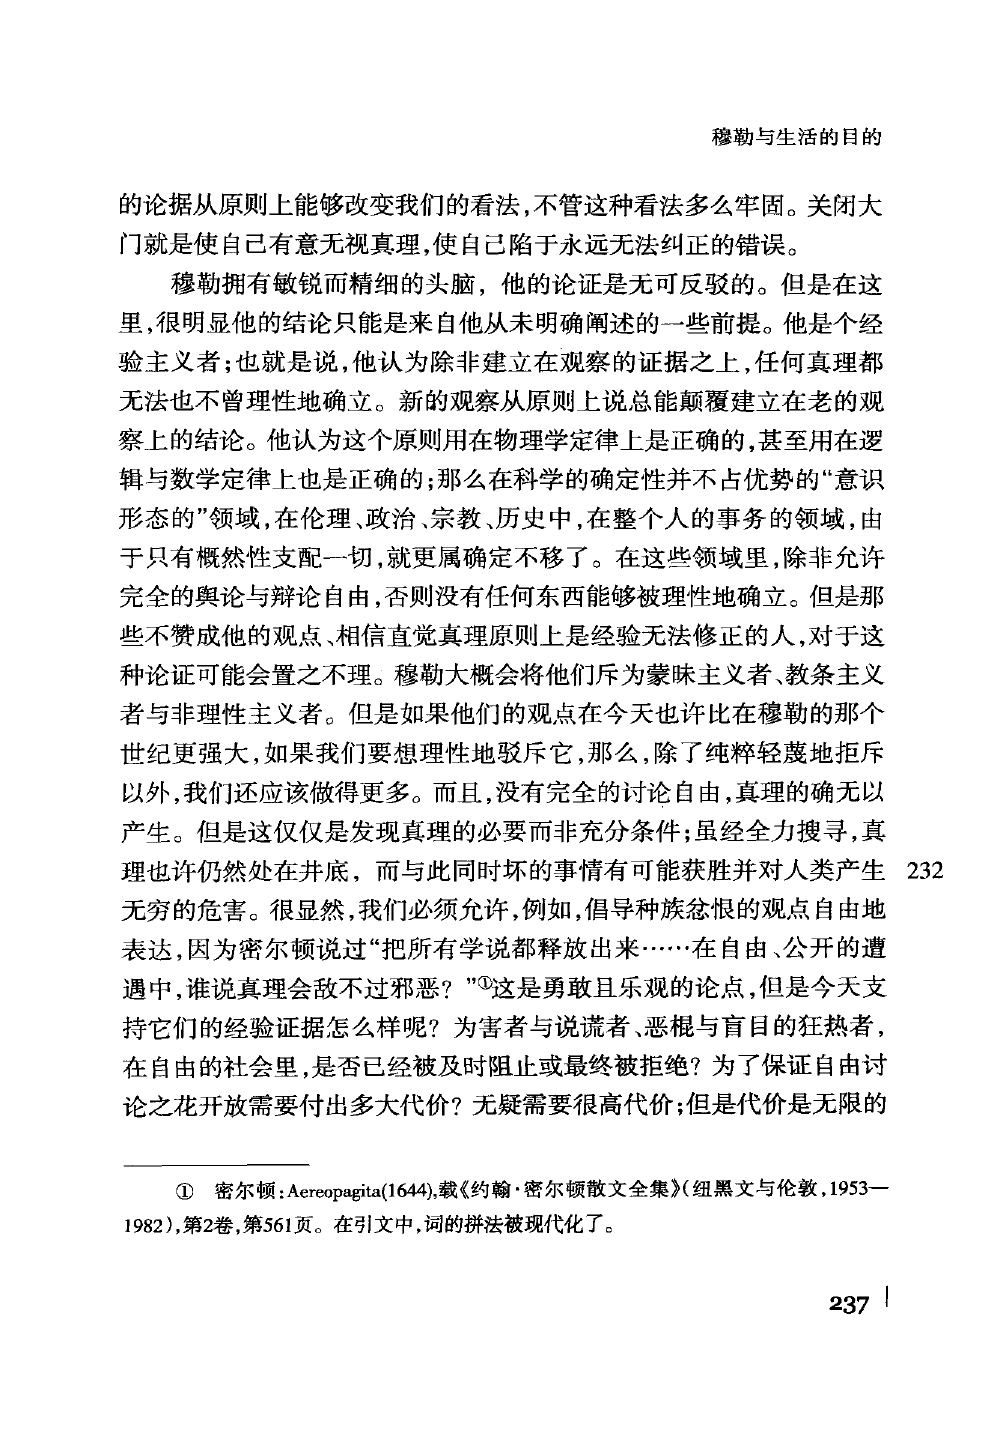 穆勒与生活的目的
的论据从原则上能够改变我们的看法,不管这种看法多么牢固。关闭大
门就是使自己有意无视真理,使自己陷于永远无法纠正的错误。
穆勒拥有敏锐而精细的头脑，他的论证是无可反驳的。但是在这
里,很明显他的结论只能是来自他从未明确阐述的一些前提。他是个经
验主义者;也就是说,他认为除非建立在观察的证据之上,任何真理都
无法也不曾理性地确立。新的观察从原则上说总能颠覆建立在老的观
察上的结论。他认为这个原则用在物理学定律上是正确的,甚至用在逻
辑与数学定律上也是正确的;那么在科学的确定性并不占优势的“意识
形态的”领域,在伦理、政治、宗教、历史中,在整个人的事务的领域,由
于只有概然性支配一切,就更属确定不移了。在这些领域里,除非允许
完全的舆论与辩论自由,否则没有任何东西能够被理性地确立。但是那
些不赞成他的观点、相信直觉真理原则上是经验无法修正的人,对于这
种论证可能会置之不理。穆勒大概会将他们斥为蒙昧主义者、教条主义
者与非理性主义者。但是如果他们的观点在今天也许比在穆勒的那个
世纪更强大,如果我们要想理性地驳斥它,那么,除了纯粹轻蔑地拒斥
以外,我们还应该做得更多。而且,没有完全的讨论自由,真理的确无以
产生。但是这仅仅是发现真理的必要而非充分条件;虽经全力搜寻,真
理也许仍然处在井底，而与此同时坏的事情有可能获胜并对人类产生 232
无穷的危害。很显然,我们必须允许,例如,倡导种族忿恨的观点自由地
表达,因为密尔顿说过“把所有学说都释放出来……在自由、公开的遭
遇中,谁说真理会敌不过邪恶？”①这是勇敢且乐观的论点,但是今天支
持它们的经验证据怎么样呢？为害者与说谎者、恶棍与盲目的狂热者,
在自由的社会里,是否已经被及时阻止或最终被拒绝？为了保证自由讨
论之花开放需要付出多大代价？无疑需要很高代价;但是代价是无限的
① 密尔顿:Aereopagita(1644),载《约翰·密尔顿散文全集》(纽黑文与伦敦,1953—
1982),第2卷,第561页。在引文中,词的拼法被现代化了。
237